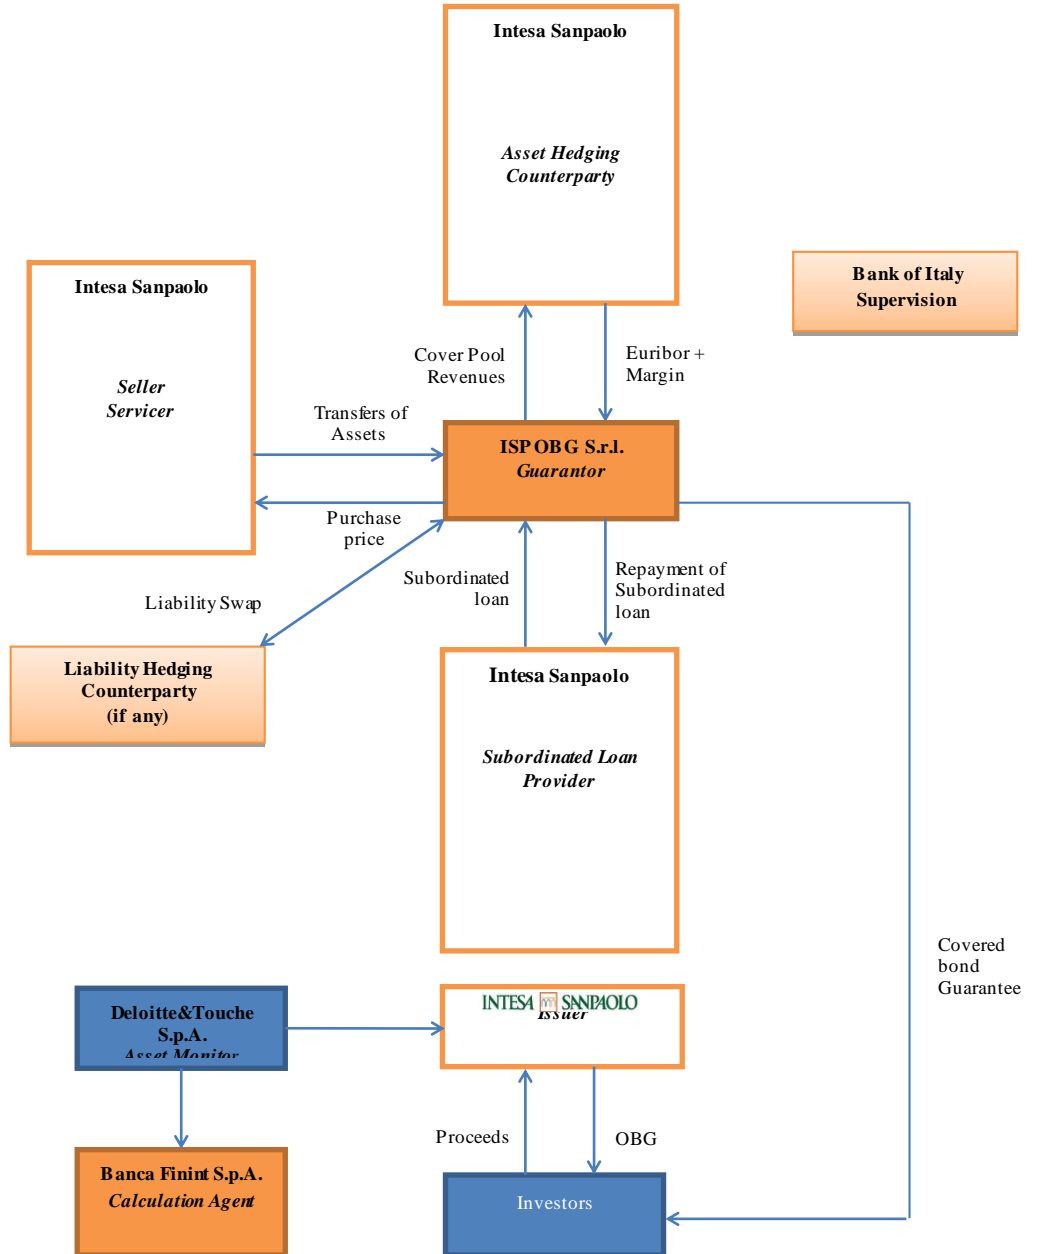 Intesa Sanpaolo
Asset Hedging
Counterparty
Bank of Italy
Supervision
Intesa Sanpaolo
Seller
Servicer
Cover Pool
Revenues
Euribor +
Margin
Transfers of
Assets
ISP OBG S.r.l.
Guarantor
Purchase
price
Subordinated
loan
Repayment of
Subordinated
loan
Liability Swap
Liability Hedging
Counterparty
(if any)
Intesa Sanpaolo
Subordinated Loan
Provider
Covered
bond
Guarantee
INTESA SANPAOLO
Issuer
Deloitte&Touche
S.p.A.
Asset Monitor
Proceeds
OBG
Banca Finint S.p.A.
Calculation Agent
Investors